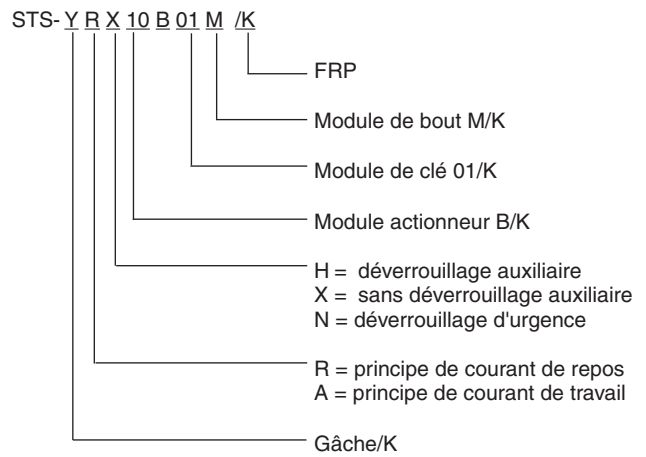 STS- Y R X 10 B 01 M /K
FRP
Module de bout M/K
Module de clé 01/K
Module actionneur B/K
H = déverrouillage auxiliaire
X = sans déverrouillage auxiliaire
N = déverrouillage d'urgence
R = principe de courant de repos
A = principe de courant de travail
Gâche/K